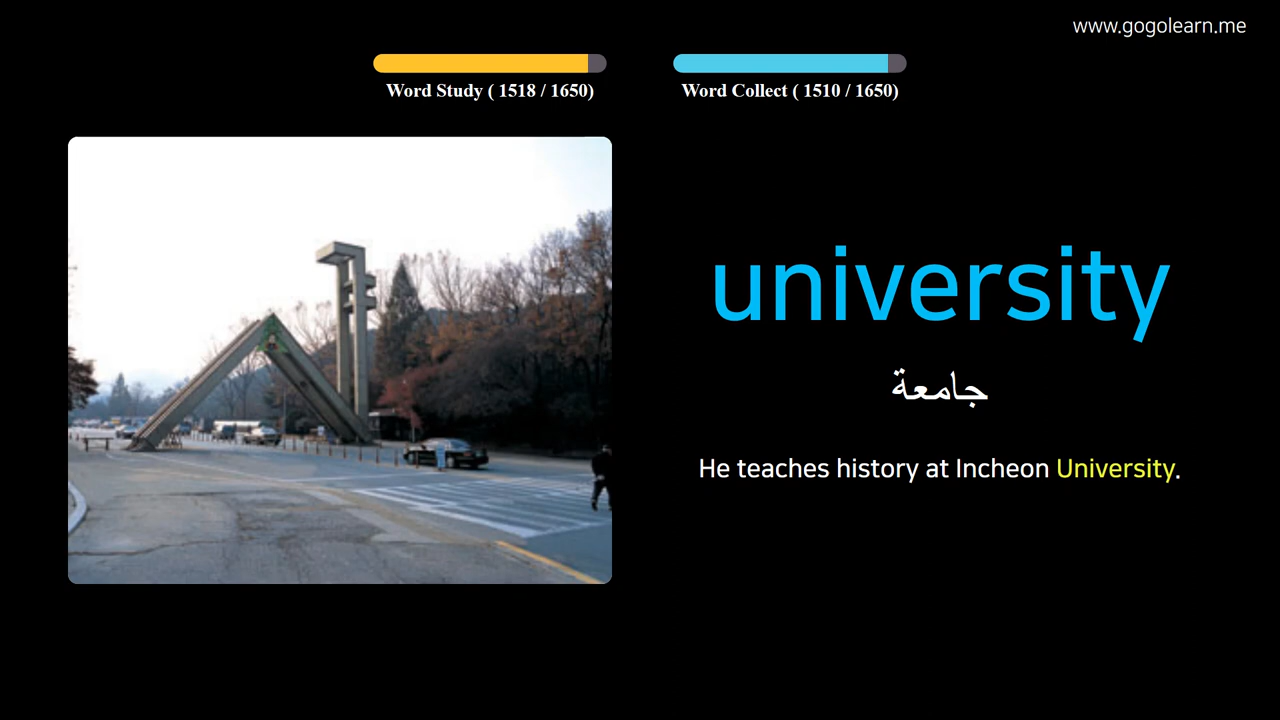 www.gogolearn.me
Word Study ( 1518 / 1650)
Word Collect ( 1510 / 1650)
university
جامعة
He teaches history at Incheon University.